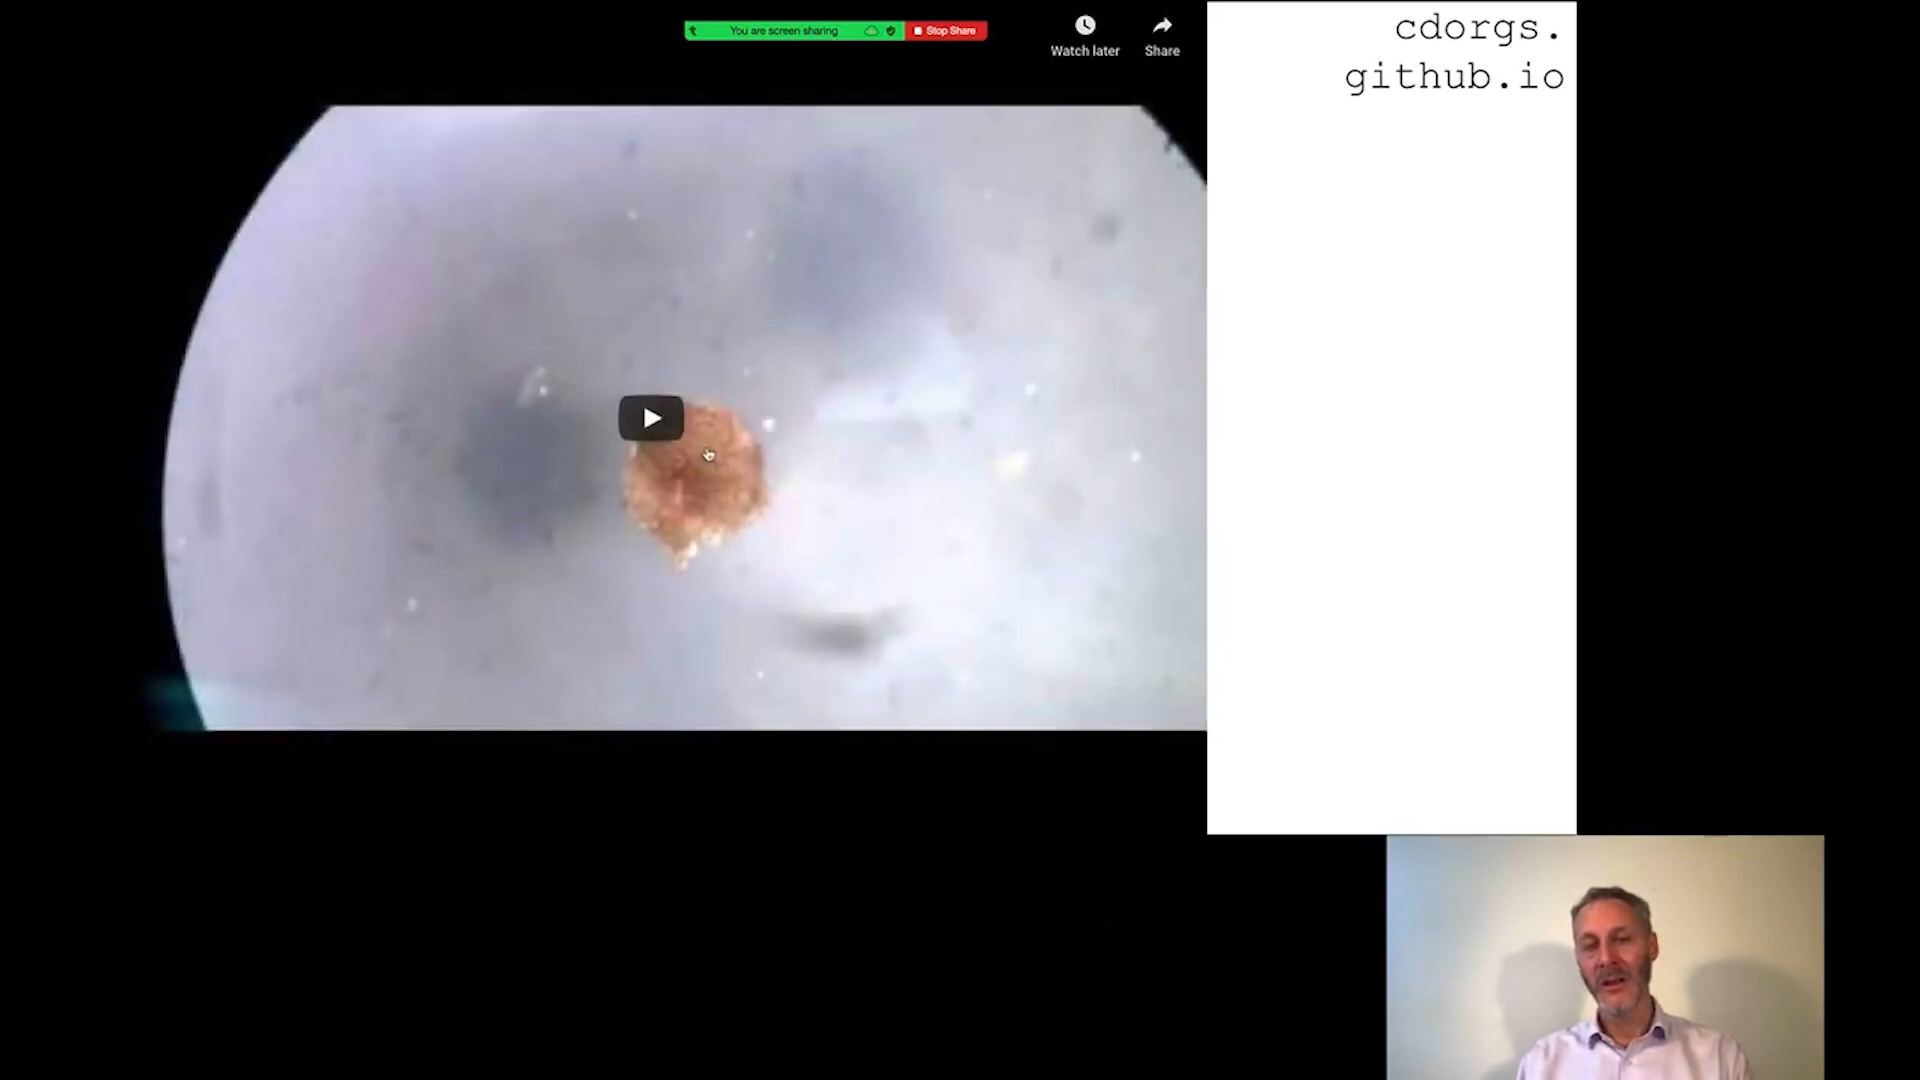 You are screen sharing
Stop Share
Watch later
Share
cdorgs.
github.io